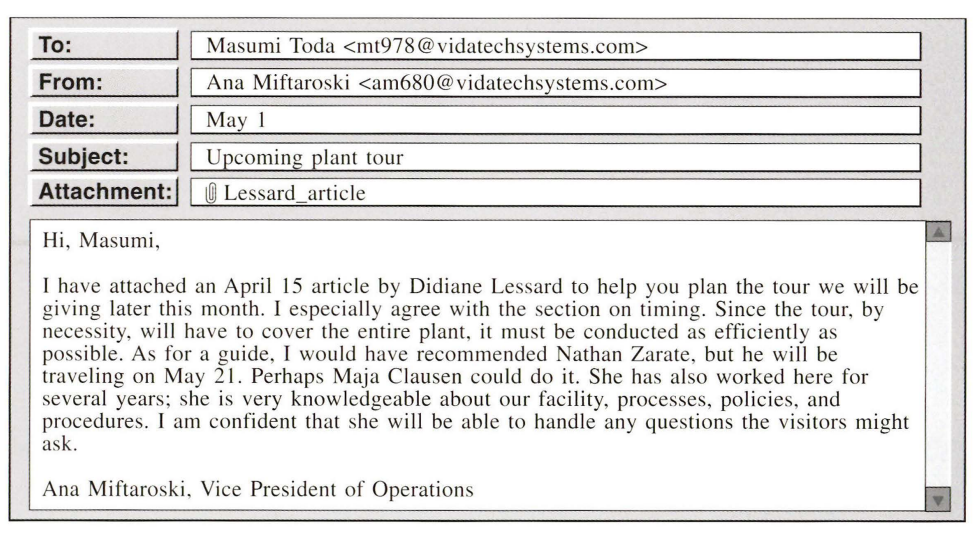 To: Masumi Toda <mt978@vidatechsystems.com>
From: Ana Miftaroski <am680@vidatechsystems.com>
Date: May 1
Subject: Upcoming plant tour
Attachment: Lessard_article
Hi, Masumi,
I have attached an April 15 article by Didiane Lessard to help you plan the tour we will be
giving later this month. I especially agree with the section on timing. Since the tour, by
necessity, will have to cover the entire plant, it must be conducted as efficiently as
possible. As for a guide, I would have recommended Nathan Zarate, but he will be
traveling on May 21. Perhaps Maja Clausen could do it. She has also worked here for
several years; she is very knowledgeable about our facility, processes, policies, and
procedures. I am confident that she will be able to handle any questions the visitors might
ask.
Ana Miftaroski, Vice President of Operations